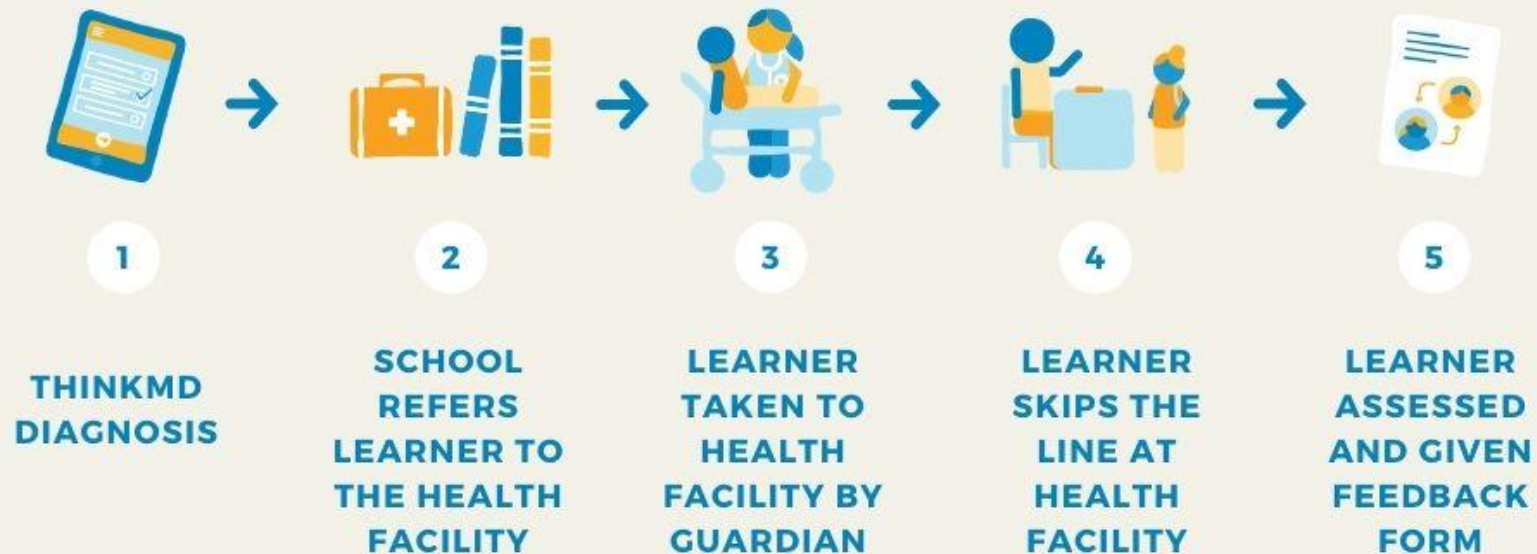 1
THINKMD
DIAGNOSIS
2
SCHOOL
REFERS
LEARNER TO
THE HEALTH
FACILITY
3
LEARNER
TAKEN TO
HEALTH
FACILITY BY
GUARDIAN
4
LEARNER
SKIPS THE
LINE AT
HEALTH
FACILITY
5
LEARNER
ASSESSED
AND GIVEN
FEEDBACK
FORM